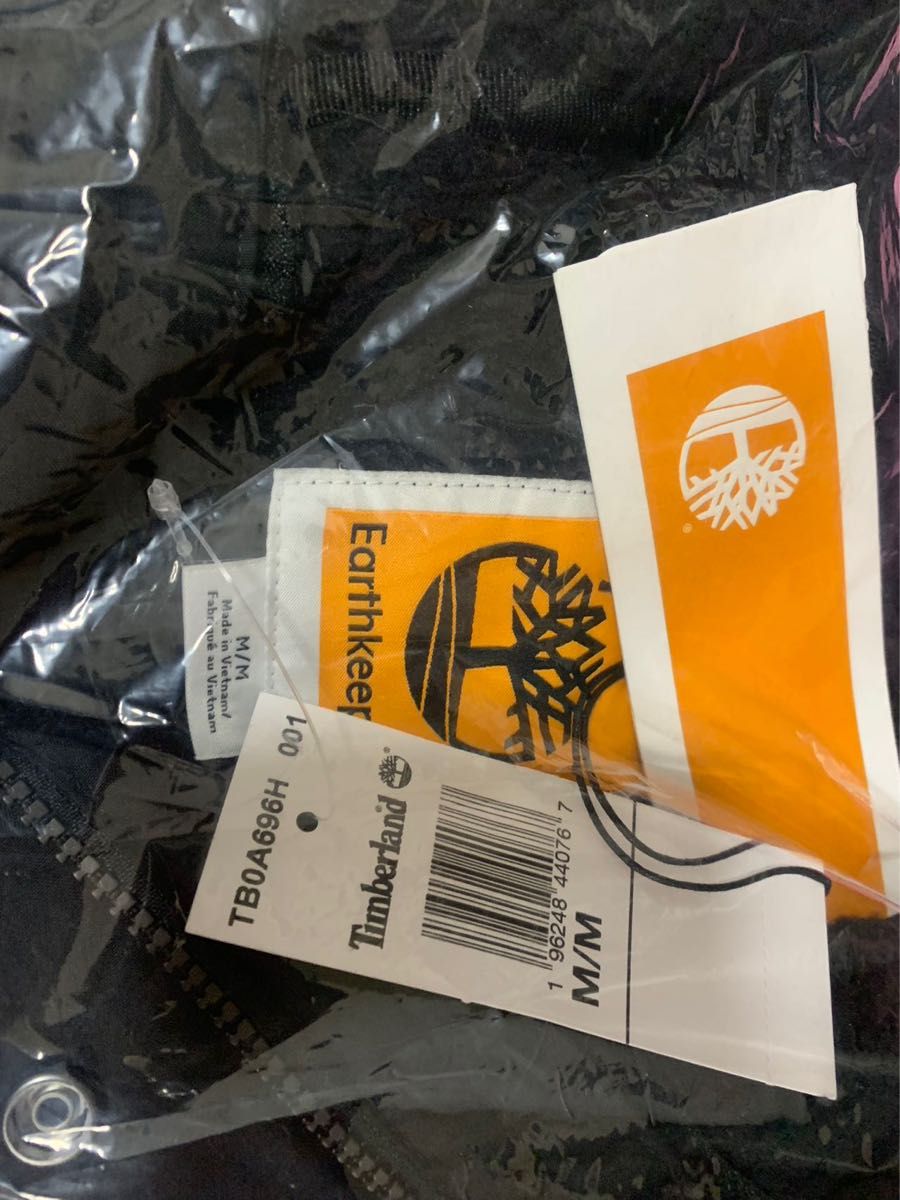 Earthkeep
M/M
Made in Vietnam/
Fabriqué au Vietnam
TB0A696H 001
Timberland®
1 96248 44076 7
M/M
®